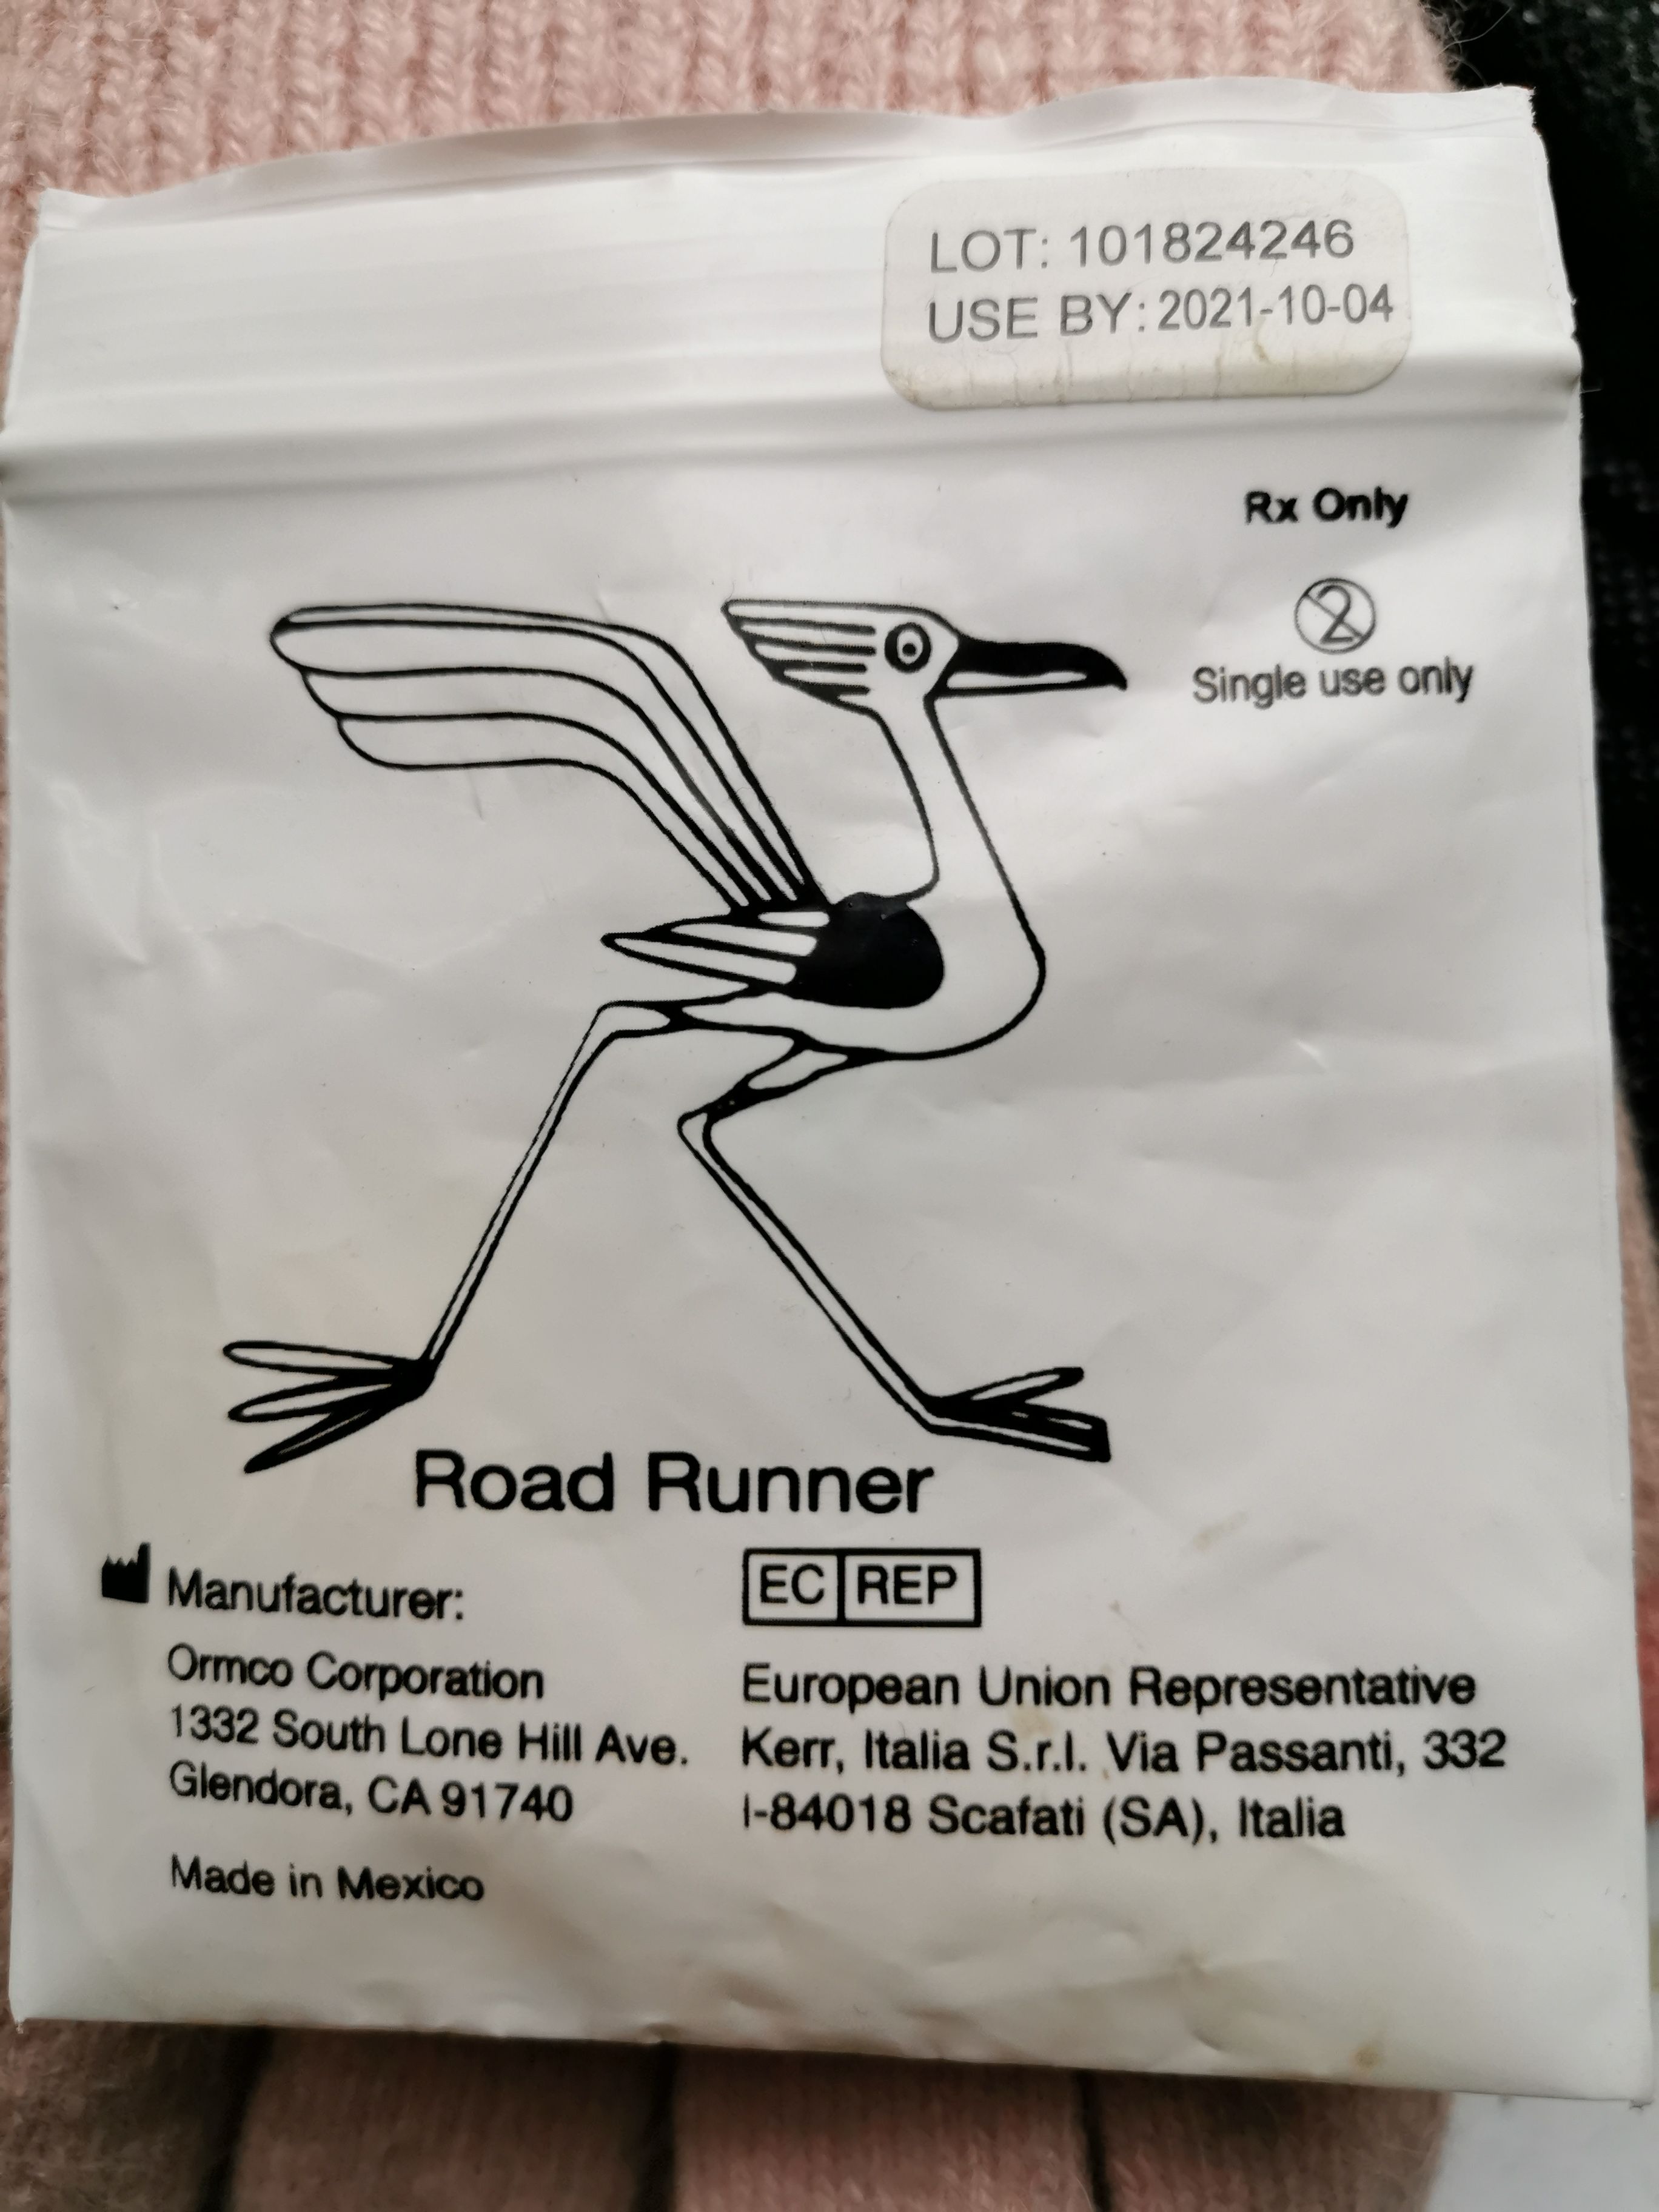 LOT: 101824246
USE BY: 2021-10-04
Rx Only
2
Single use only
Road Runner
Manufacturer:
Ormco Corporation
1332 South Lone Hill Ave.
Glendora, CA 91740
Made in Mexico
EC REP
European Union Representative
Kerr, Italia S.r.l. Via Passanti, 332
I-84018 Scafati (SA), Italia